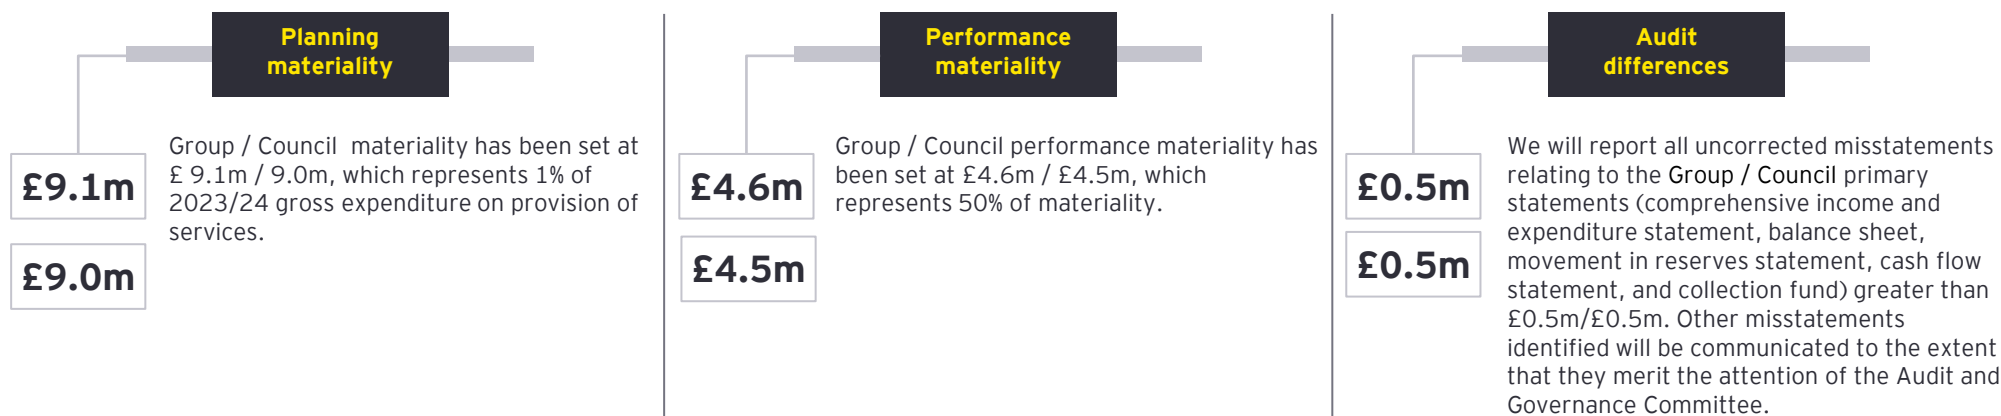 Planning
materiality
£9.1m
£9.0m
Group / Council  materiality has been set at
£ 9.1m / 9.0m, which represents 1% of
2023/24 gross expenditure on provision of
services.
Performance
materiality
£4.6m
£4.5m
Group / Council performance materiality has
been set at £4.6m / £4.5m, which
represents 50% of materiality.
Audit
differences
£0.5m
£0.5m
We will report all uncorrected misstatements
relating to the Group / Council primary
statements (comprehensive income and
expenditure statement, balance sheet,
movement in reserves statement, cash flow
statement, and collection fund) greater than
£0.5m/£0.5m. Other misstatements
identified will be communicated to the extent
that they merit the attention of the Audit and
Governance Committee.